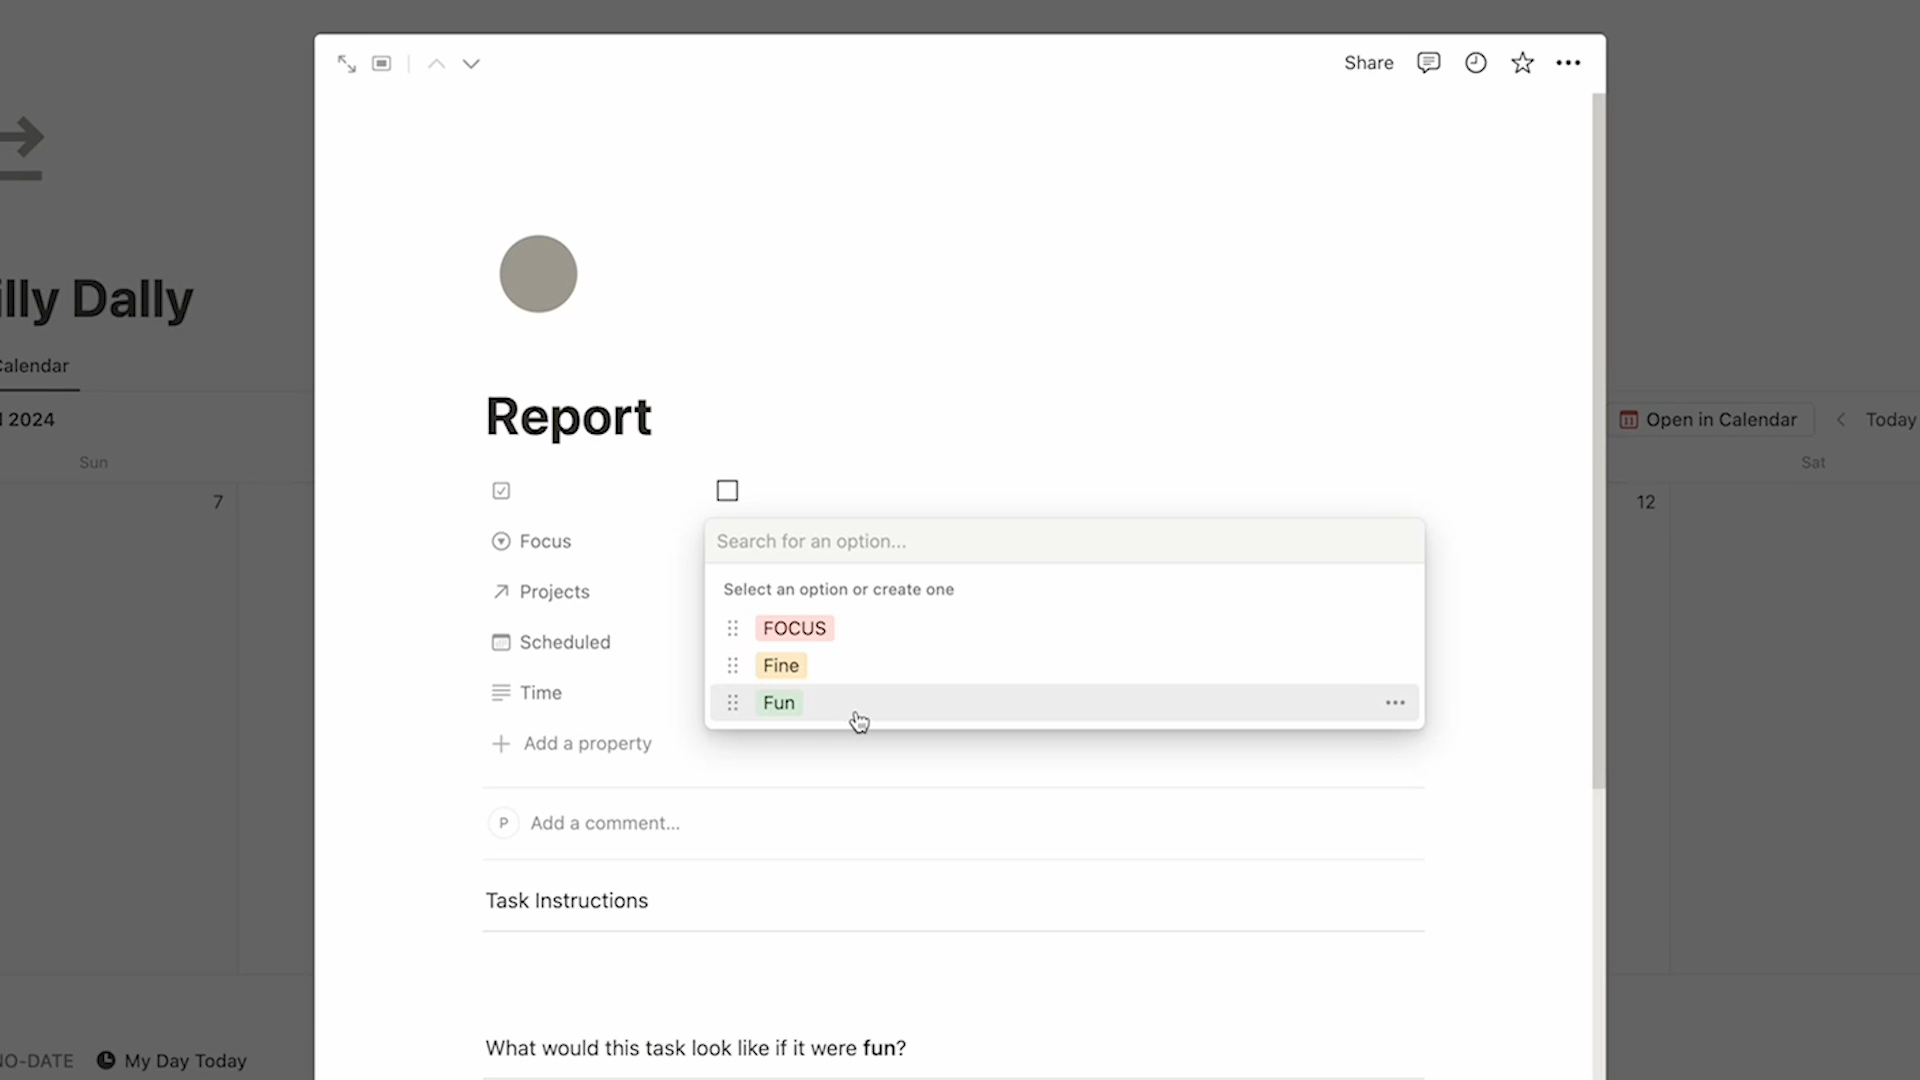 Share
illy Dally
Calendar
2024
Open in Calendar
Today
Sun
Sat
7
12
Report
Focus
Search for an option...
Select an option or create one
Projects
FOCUS
Scheduled
Fine
Time
Fun
Add a property
P
Add a comment...
Task Instructions
What would this task look like if it were fun?
NO-DATE
My Day Today